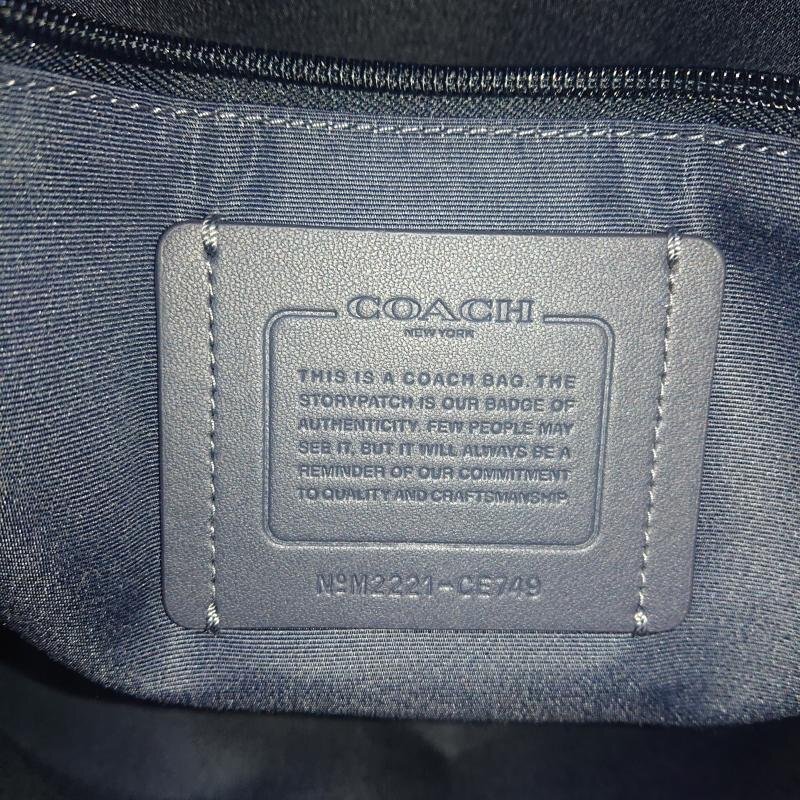 COACH
NEW YORK
THIS IS A COACH BAG. THE
STORYPATCH IS OUR BADGE OF
AUTHENTICITY. FEW PEOPLE MAY
SEE IT, BUT IT WILL ALWAYS BE A
REMINDER OF OUR COMMITMENT
TO QUALITY AND CRAFTSMANSHIP.
NºM2221-CE749